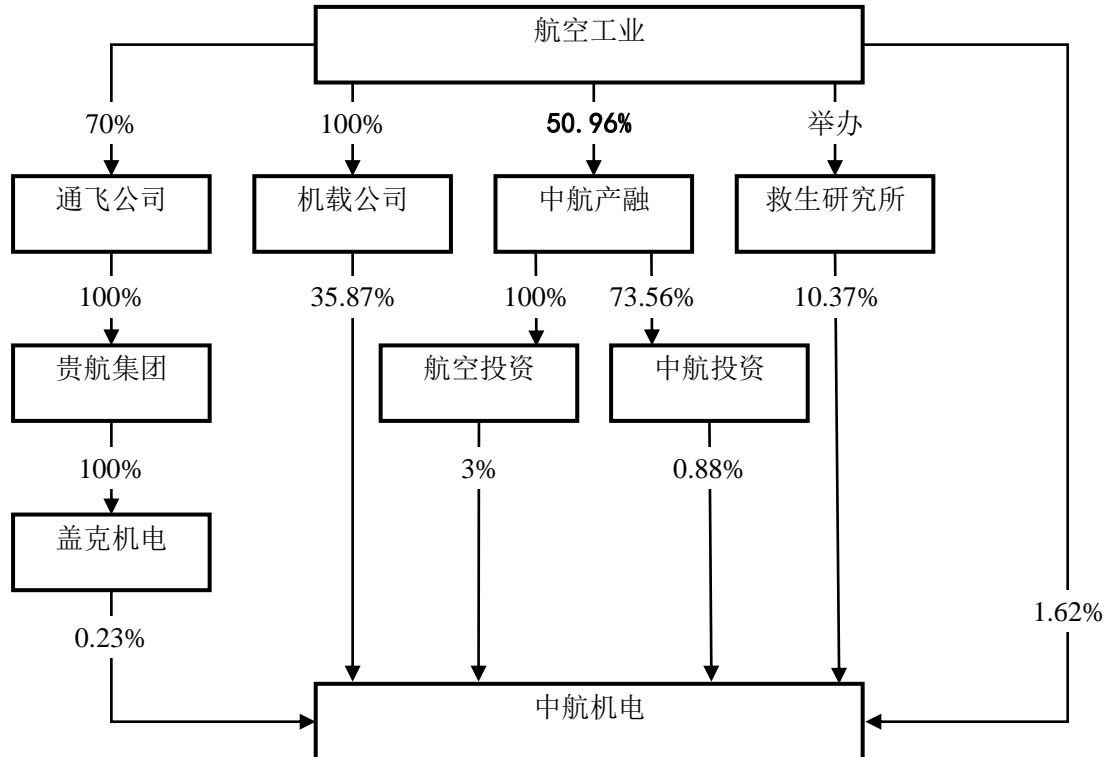 航空工业
70%
100%
50.96%
举办
通飞公司
机载公司
中航产融
救生研究所
100%
35.87%
100%
73.56%
10.37%
贵航集团
航空投资
中航投资
100%
3%
0.88%
盖克机电
0.23%
1.62%
中航机电